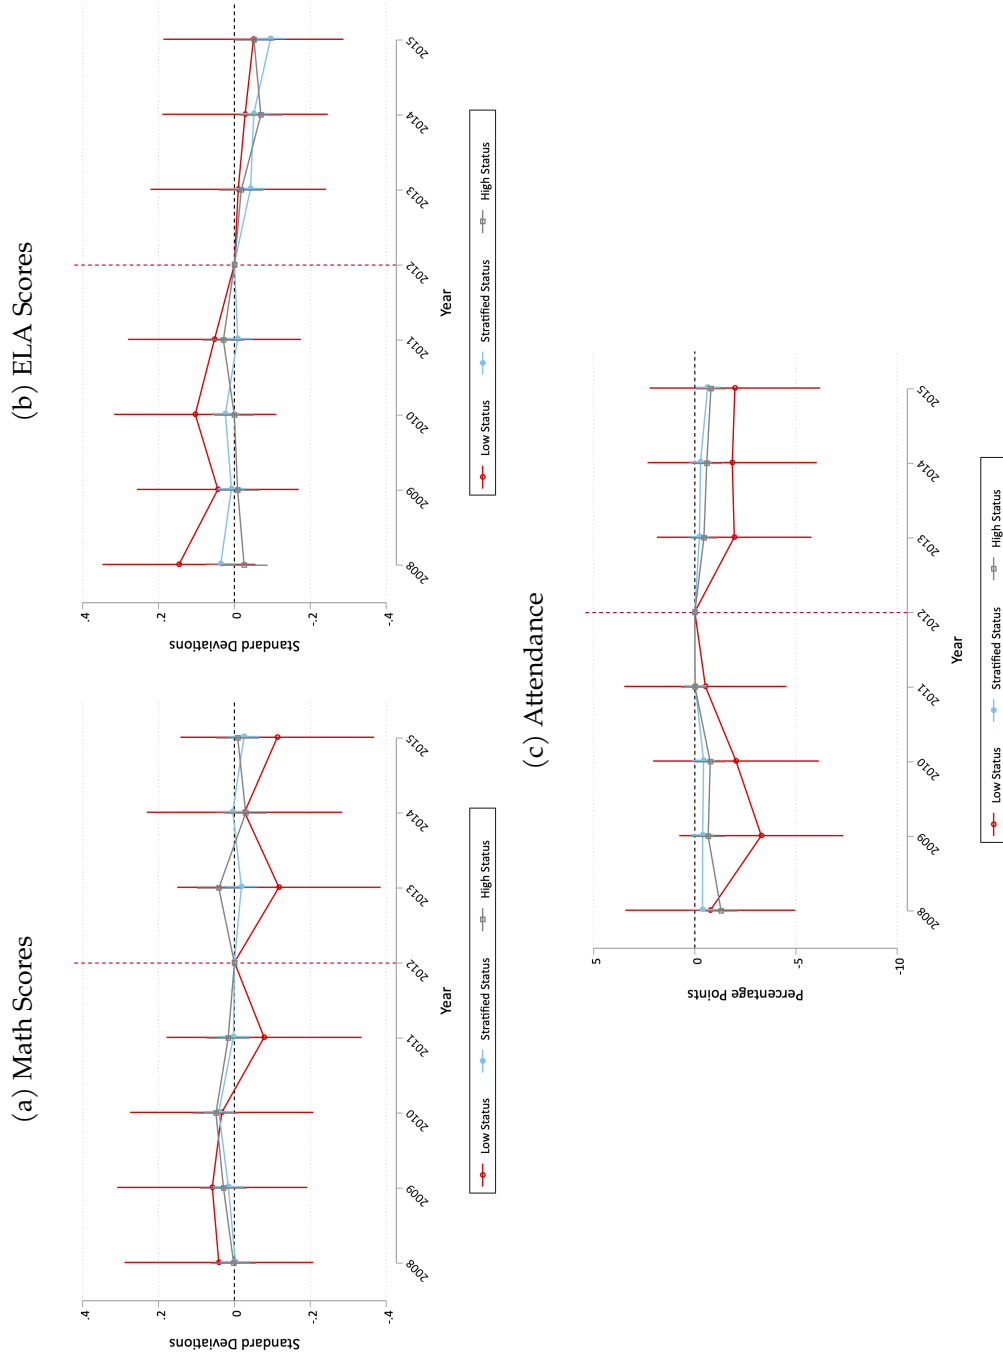 (a) Math Scores
.4
.2
0
-.2
-.4
Standard Deviations
2008 2009 2010 2011 2012 2013 2014 2015
Year
Low Status Stratified Status High Status
(b) ELA Scores
.4
.2
0
-.2
-.4
Standard Deviations
2008 2009 2010 2011 2012 2013 2014 2015
Year
Low Status Stratified Status High Status
(c) Attendance
5
0
-5
-10
Percentage Points
2008 2009 2010 2011 2012 2013 2014 2015
Year
Low Status Stratified Status High Status